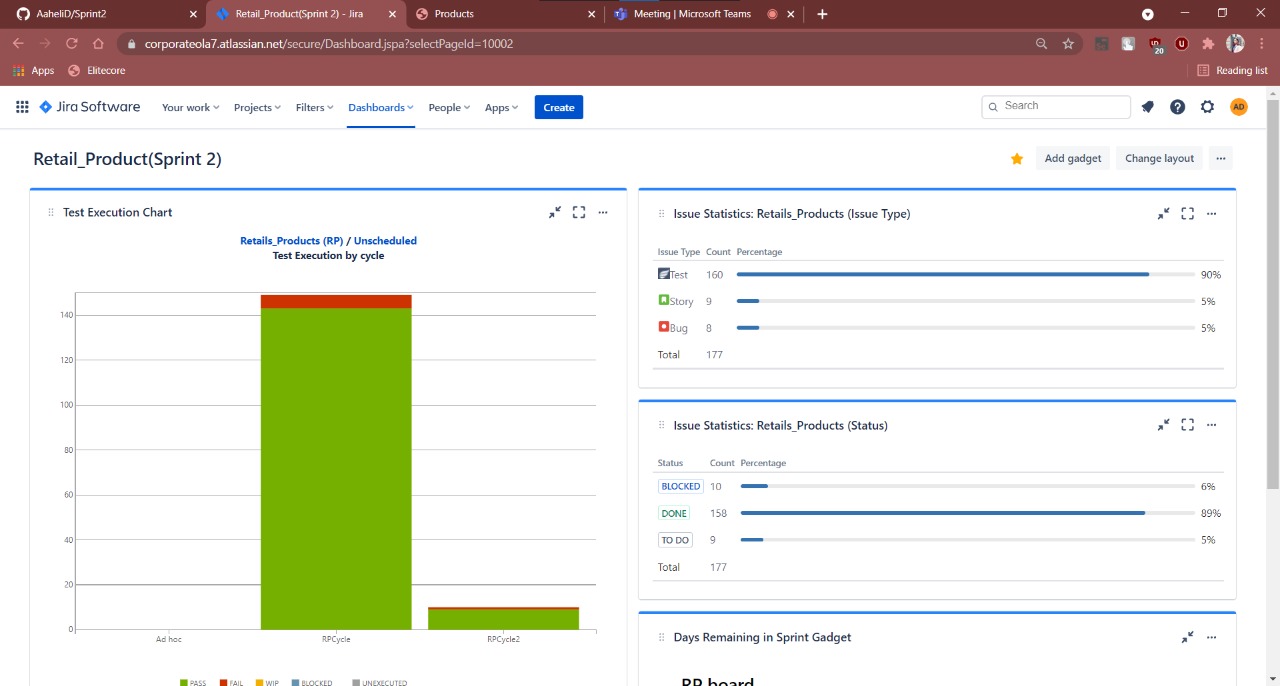 AaheliD/Sprint2
Retail_Product(Sprint 2) - Jira
Products
Meeting | Microsoft Teams
corporateola7.atlassian.net/secure/Dashboard.jspa?selectPageId=10002
20
Apps
Elitecore
Reading list
Jira Software
Your work
Projects
Filters
Dashboards
People
Apps
Create
Search
AD
Retail_Product(Sprint 2)
Add gadget
Change layout
Test Execution Chart
Retails_Products (RP) / Unscheduled
Test Execution by cycle
140
120
100
80
60
40
20
0
Ad hoc
RPCycle
RPCycle2
PASS FAIL WIP BLOCKED UNEXECUTED
Issue Statistics: Retails_Products (Issue Type)
Issue Type Count Percentage
Test 160 90%
Story 9 5%
Bug 8 5%
Total 177
Issue Statistics: Retails_Products (Status)
Status Count Percentage
BLOCKED 10 6%
DONE 158 89%
TO DO 9 5%
Total 177
Days Remaining in Sprint Gadget
RP board